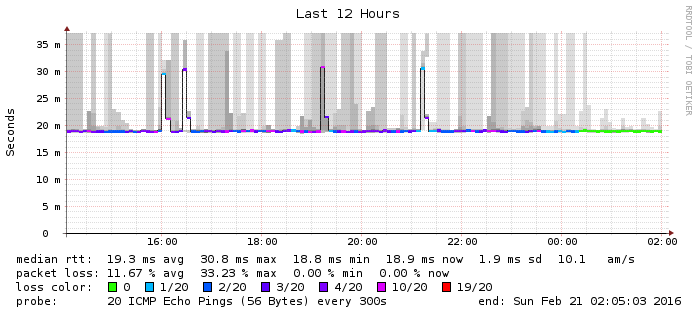 Last 12 Hours
RRDTOOL / TOBI OETIKER
Seconds
35 m
30 m
25 m
20 m
15 m
10 m
5 m
0
16:00 18:00 20:00 22:00 00:00 02:00
median rtt: 19.3 ms avg 30.8 ms max 18.8 ms min 18.9 ms now 1.9 ms sd 10.1 am/s
packet loss: 11.67 % avg 33.23 % max 0.00 % min 0.00 % now
loss color: 0 1/20 2/20 3/20 4/20 10/20 19/20
probe: 20 ICMP Echo Pings (56 Bytes) every 300s end: Sun Feb 21 02:05:03 2016